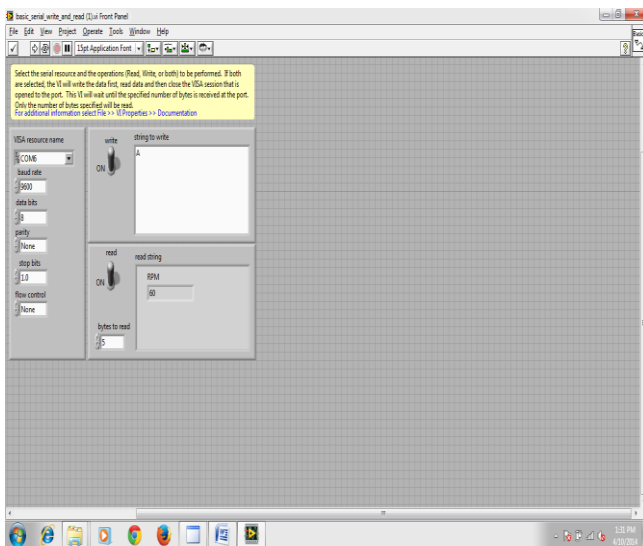 basic_serial_write_and_read (1).vi Front Panel
File Edit View Project Operate Tools Window Help
15pt Application Font
Basic
Select the serial resource and the operations (Read, Write, or both) to be performed. If both
are selected, the VI will write the data first, read data and then close the VISA session that is
opened to the port. This VI will wait until the specified number of bytes is received at the port.
Only the number of bytes specified will be read.
For additional information select File >> VI Properties >> Documentation
VISA resource name
COM6
baud rate
9600
data bits
8
parity
None
stop bits
1.0
flow control
None
write
ON
string to write
A
read
ON
read string
RPM
60
bytes to read
5
1:31 PM
4/10/2014